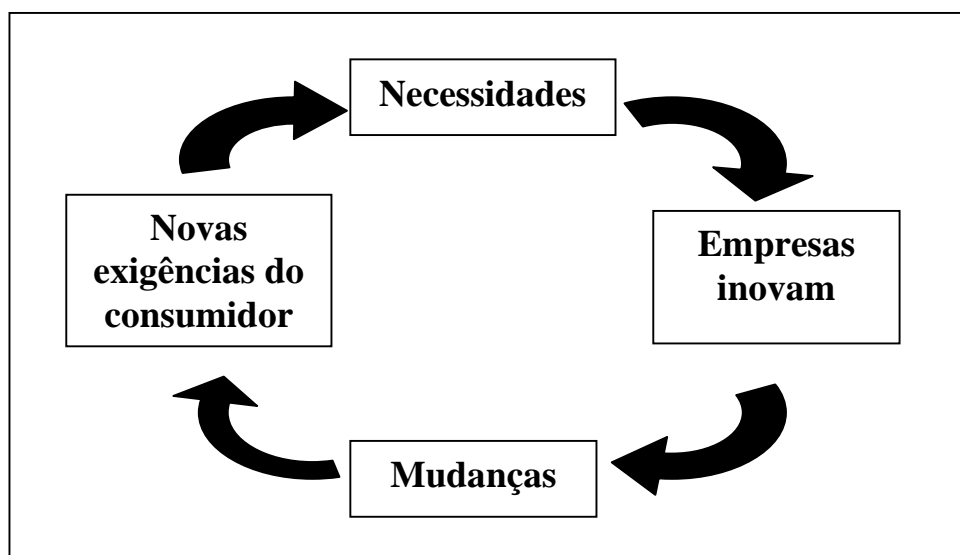 Necessidades
Empresas
inovam
Mudanças
Novas
exigências do
consumidor